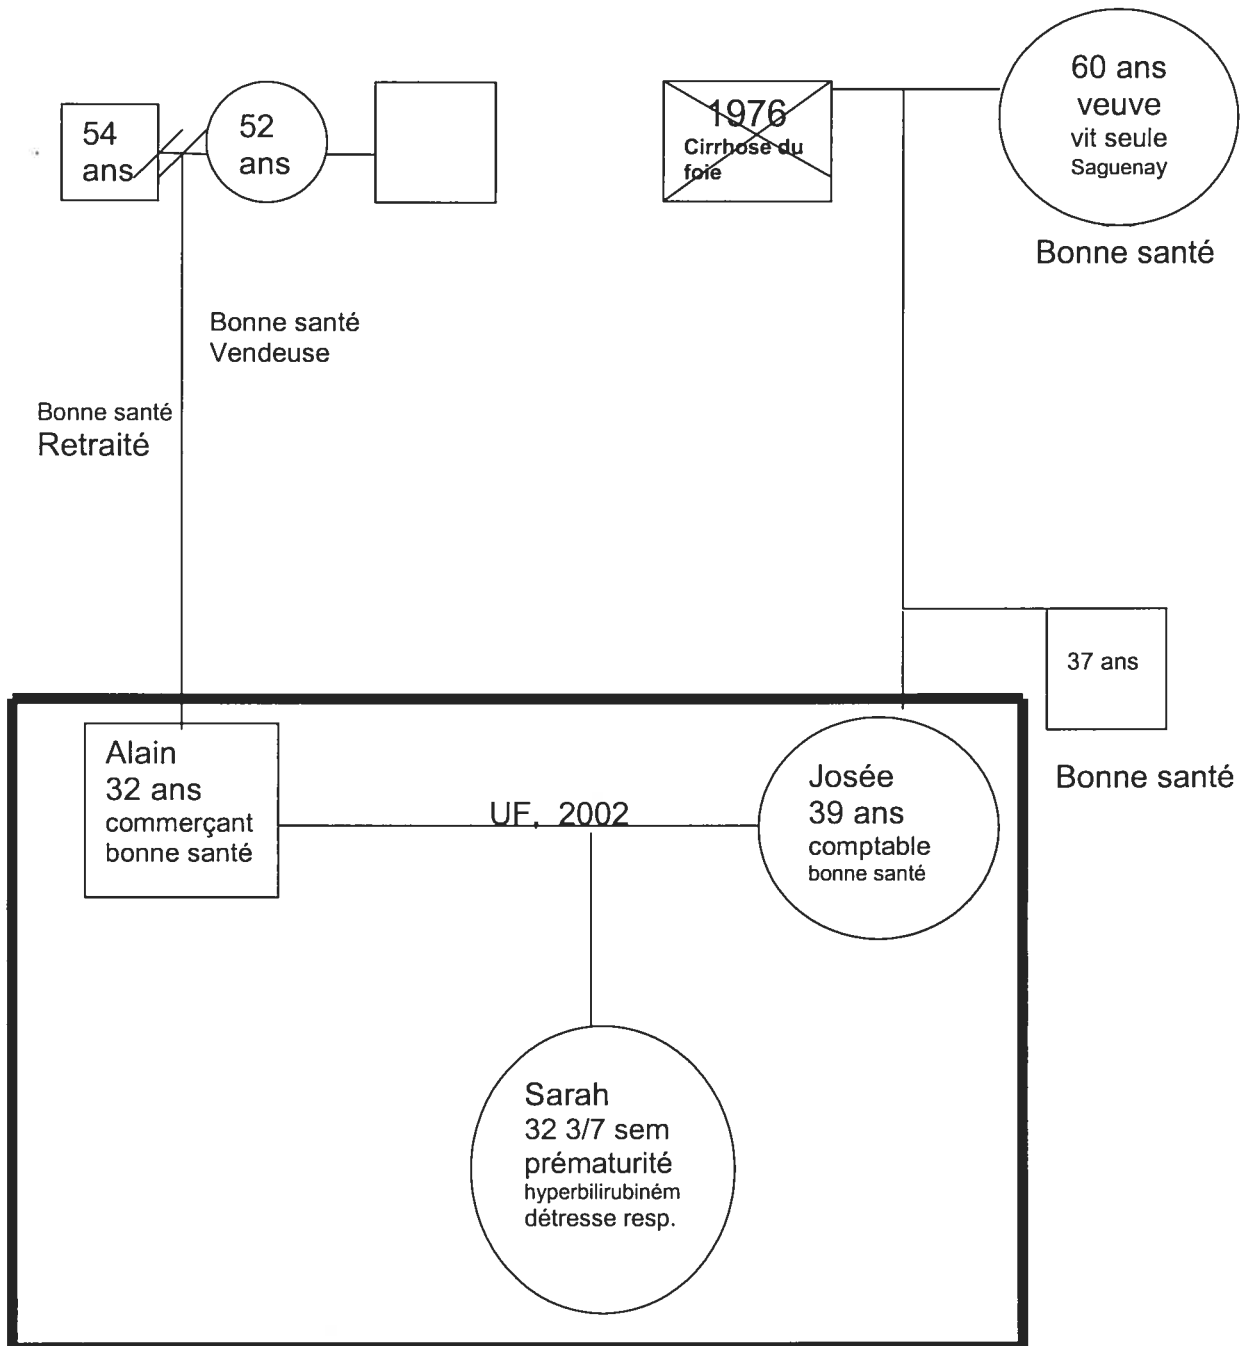 54
ans
52
ans
1976
Cirrhose du
foie
60 ans
veuve
vit seule
Saguenay
Bonne santé
Bonne santé
Vendeuse
Bonne santé
Retraité
37 ans
Bonne santé
Alain
32 ans
commerçant
bonne santé
UF, 2002
Josée
39 ans
comptable
bonne santé
Sarah
32 3/7 sem
prématurité
hyperbilirubiném
détresse resp.